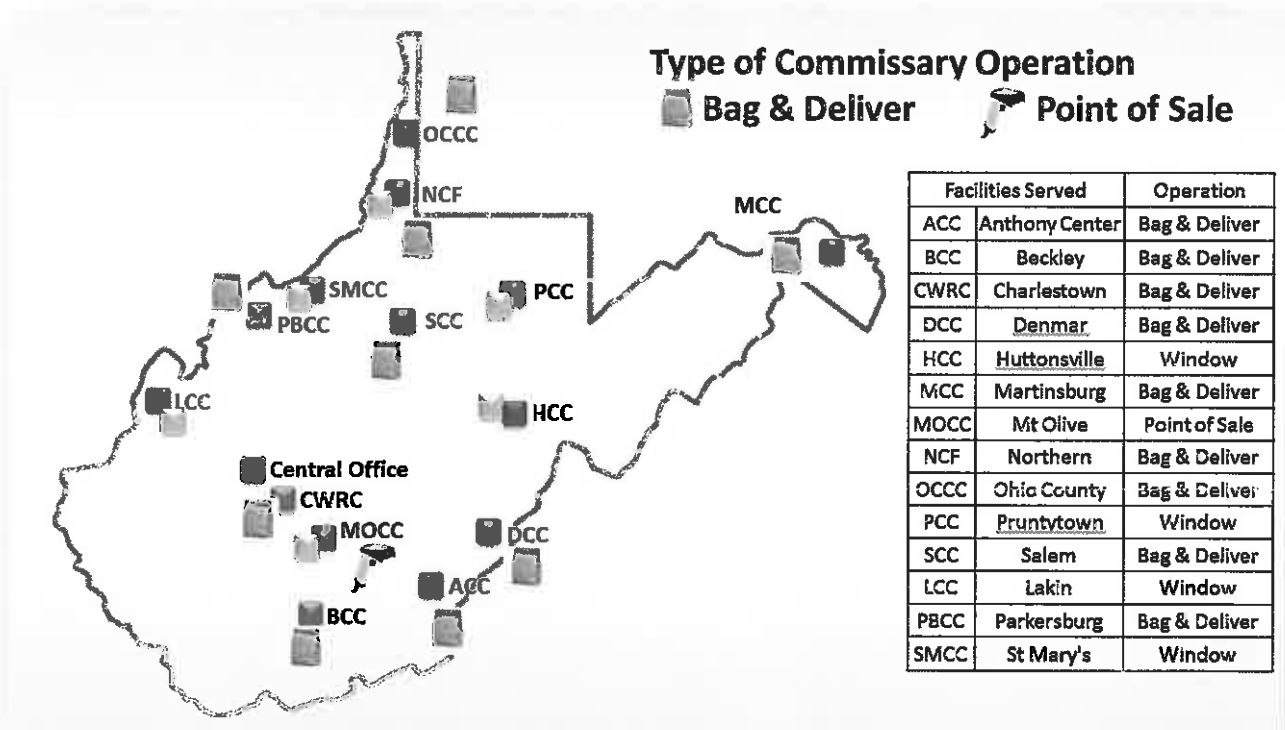 Type of Commissary Operation
Bag & Deliver
Point of Sale
OCCC
NCF
MCC
SMCC
PCC
PBCC
SCC
LCC
HCC
Central Office
CWRC
MOCC
DCC
ACC
BCC
Facilities Served Operation
ACC Anthony Center Bag & Deliver
BCC Beckley Bag & Deliver
CWRC Charlestown Bag & Deliver
DCC Denmar Bag & Deliver
HCC Huttonsville Window
MCC Martinsburg Bag & Deliver
MOCC Mt Olive Point of Sale
NCF Northern Bag & Deliver
OCCC Ohio County Bag & Deliver
PCC Pruntytown Window
SCC Salem Bag & Deliver
LCC Lakin Window
PBCC Parkersburg Bag & Deliver
SMCC St Mary's Window